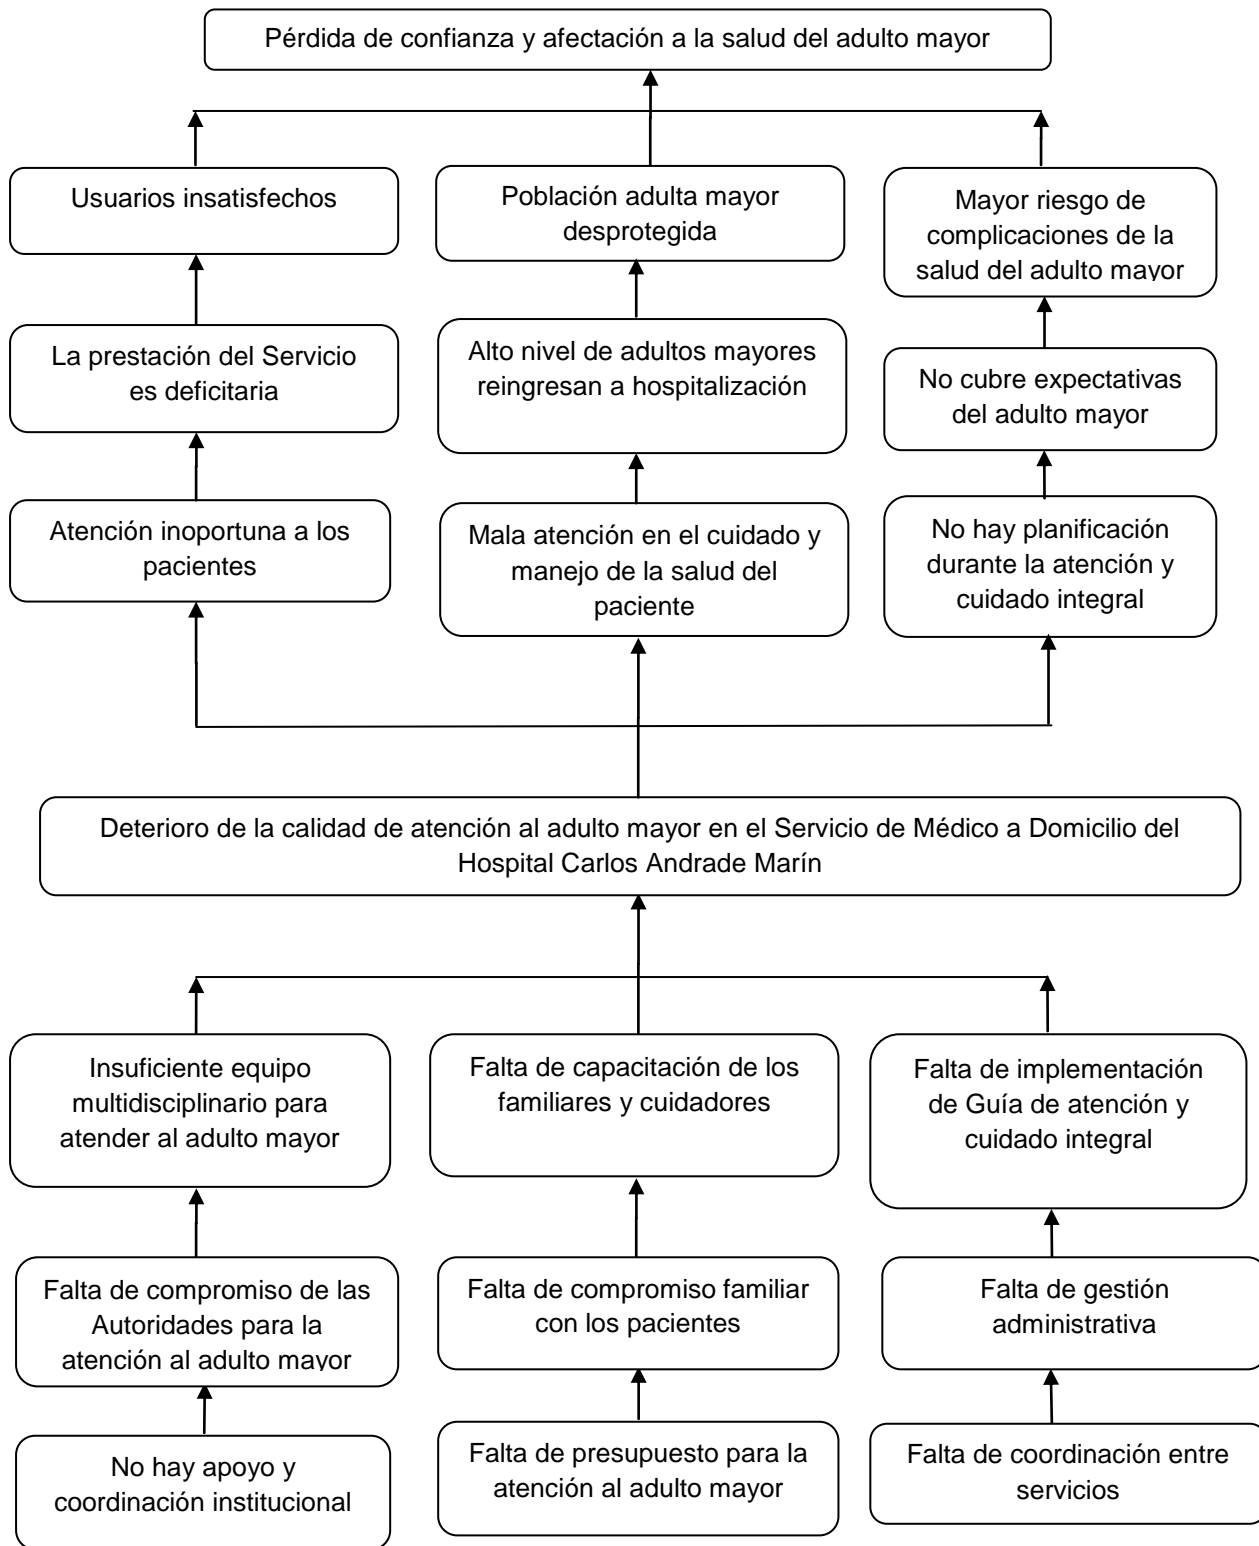 Pérdida de confianza y afectación a la salud del adulto mayor
Usuarios insatisfechos
Población adulta mayor
desprotegida
Mayor riesgo de
complicaciones de la
salud del adulto mayor
La prestación del Servicio
es deficitaria
Alto nivel de adultos mayores
reingresan a hospitalización
No cubre expectativas
del adulto mayor
Atención inoportuna a los
pacientes
Mala atención en el cuidado y
manejo de la salud del
paciente
No hay planificación
durante la atención y
cuidado integral
Deterioro de la calidad de atención al adulto mayor en el Servicio de Médico a Domicilio del
Hospital Carlos Andrade Marín
Insuficiente equipo
multidisciplinario para
atender al adulto mayor
Falta de capacitación de los
familiares y cuidadores
Falta de implementación
de Guía de atención y
cuidado integral
Falta de compromiso de las
Autoridades para la
atención al adulto mayor
Falta de compromiso familiar
con los pacientes
Falta de gestión
administrativa
No hay apoyo y
coordinación institucional
Falta de presupuesto para la
atención al adulto mayor
Falta de coordinación entre
servicios